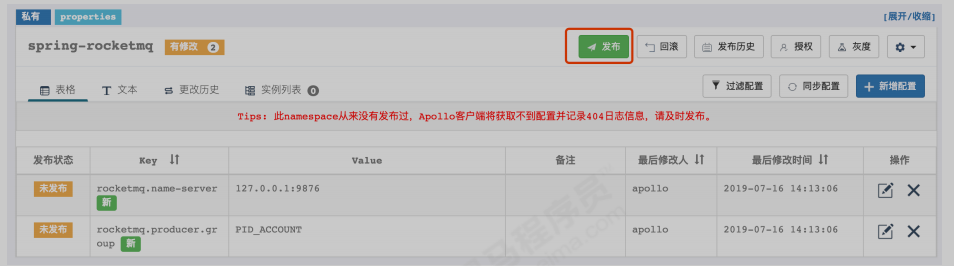 私有 properties [展开/收缩]
spring-rocketmq 有修改 2 发布 回滚 发布历史 授权 灰度
表格 文本 更改历史 实例列表 0 过滤配置 同步配置 新增配置
Tips: 此namespace从来没有发布过，Apollo客户端将获取不到配置并记录404日志信息，请及时发布。
发布状态 Key Value 备注 最后修改人 最后修改时间 操作
未发布 rocketmq.name-server 127.0.0.1:9876 apollo 2019-07-16 14:13:06
新
未发布 rocketmq.producer.gr PID_ACCOUNT apollo 2019-07-16 14:13:06
oup 新